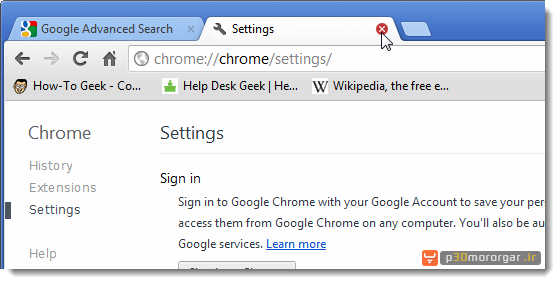 Google Advanced Search
Settings
chrome://chrome/settings/
How-To Geek - Co...
Help Desk Geek | He...
W Wikipedia, the free e...
Chrome
Settings
History
Extensions
Settings
Help
Sign in
Sign in to Google Chrome with your Google Account to save your per
access them from Google Chrome on any computer. You'll also be au
Google services. Learn more
p30mororgar.ir